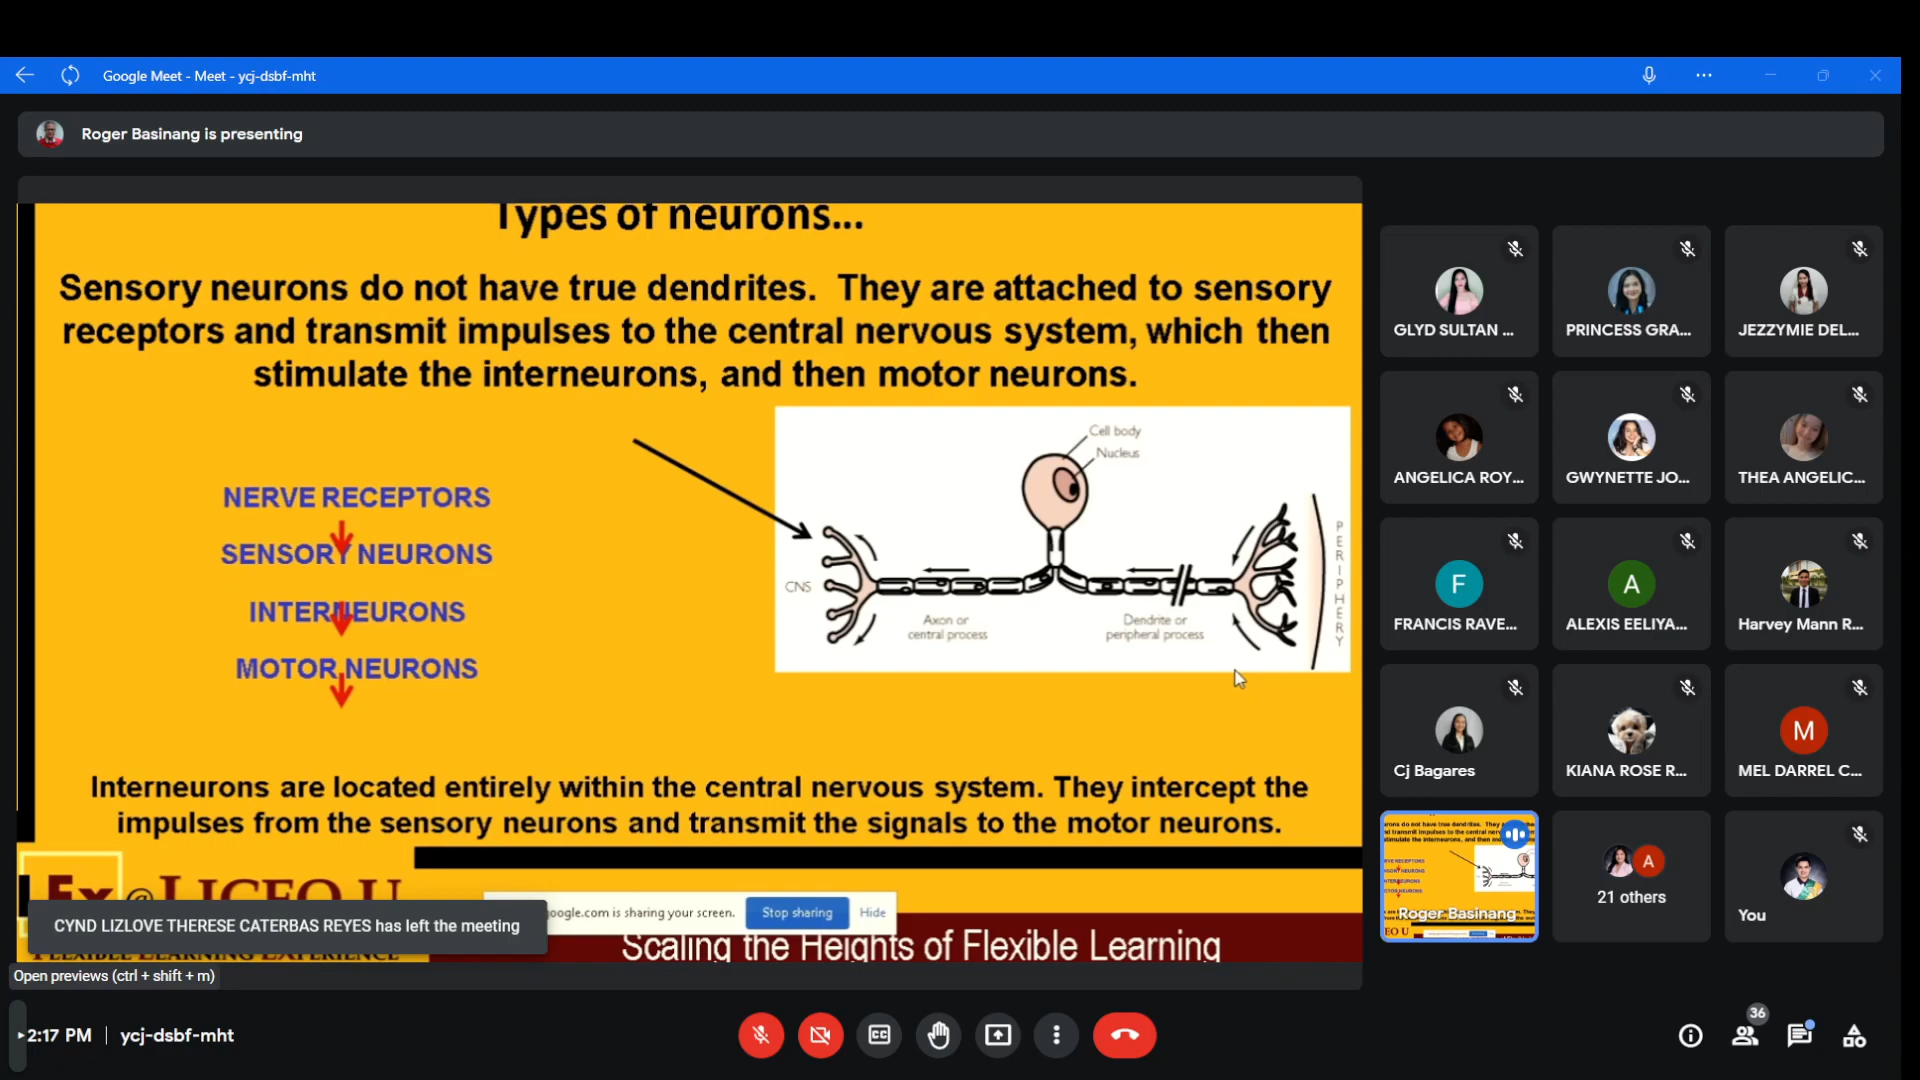 Google Meet - Meet - ycj-dsbf-mht
Roger Basinang is presenting
Types of neurons...
Sensory neurons do not have true dendrites. They are attached to sensory
receptors and transmit impulses to the central nervous system, which then
stimulate the interneurons, and then motor neurons.
NERVE RECEPTORS
SENSORY NEURONS
INTERNEURONS
MOTOR NEURONS
Cell body
Nucleus
CNS
Axon or
central process
Dendrite or
peripheral process
PERIPHERY
Interneurons are located entirely within the central nervous system. They intercept the
impulses from the sensory neurons and transmit the signals to the motor neurons.
Ex@LICEO U
FLEXIBLE LEARNING EXPERIENCE
google.com is sharing your screen.
Stop sharing
Hide
CYND LIZLOVE THERESE CATERBAS REYES has left the meeting
Scaling the Heights of Flexible Learning
Open previews (ctrl + shift + m)
GLYD SULTAN ...
PRINCESS GRA...
JEZZYMIE DEL...
ANGELICA ROY...
GWYNETTE JO...
THEA ANGELIC...
F
FRANCIS RAVE...
A
ALEXIS EELIYA...
Harvey Mann R...
Cj Bagares
KIANA ROSE R...
M
MEL DARREL C...
Roger Basinang
A
21 others
You
2:17 PM | ycj-dsbf-mht
36